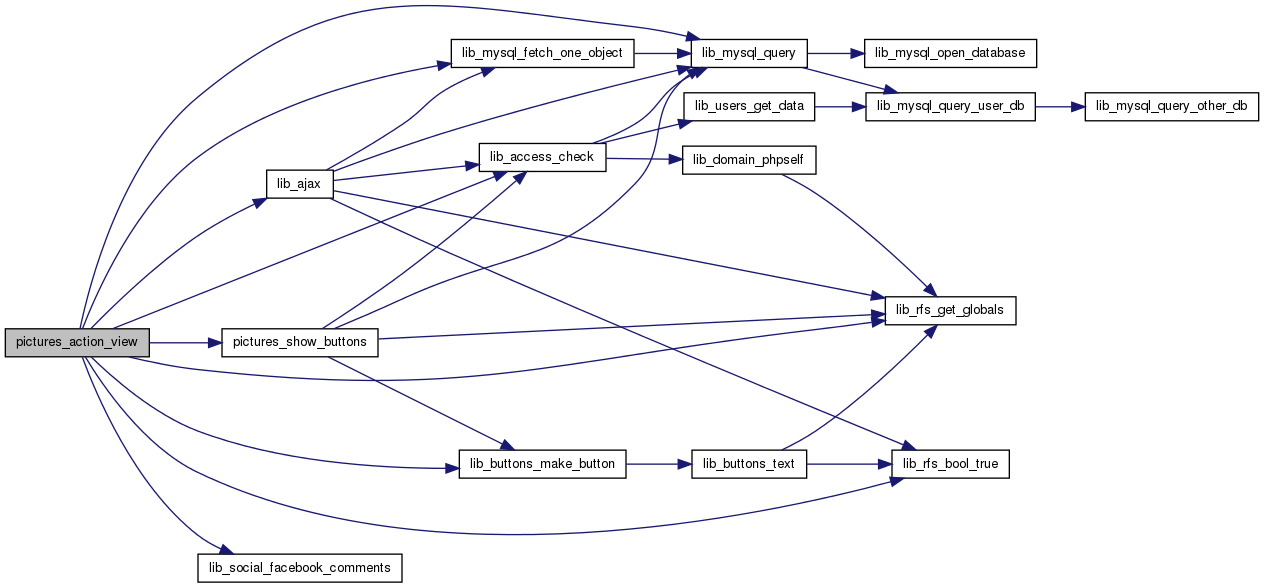 lib_mysql_fetch_one_object
lib_mysql_query
lib_mysql_open_database
lib_users_get_data
lib_mysql_query_user_db
lib_mysql_query_other_db
lib_access_check
lib_domain_phpself
lib_ajax
lib_rfs_get_globals
pictures_action_view
pictures_show_buttons
lib_buttons_make_button
lib_buttons_text
lib_rfs_bool_true
lib_social_facebook_comments